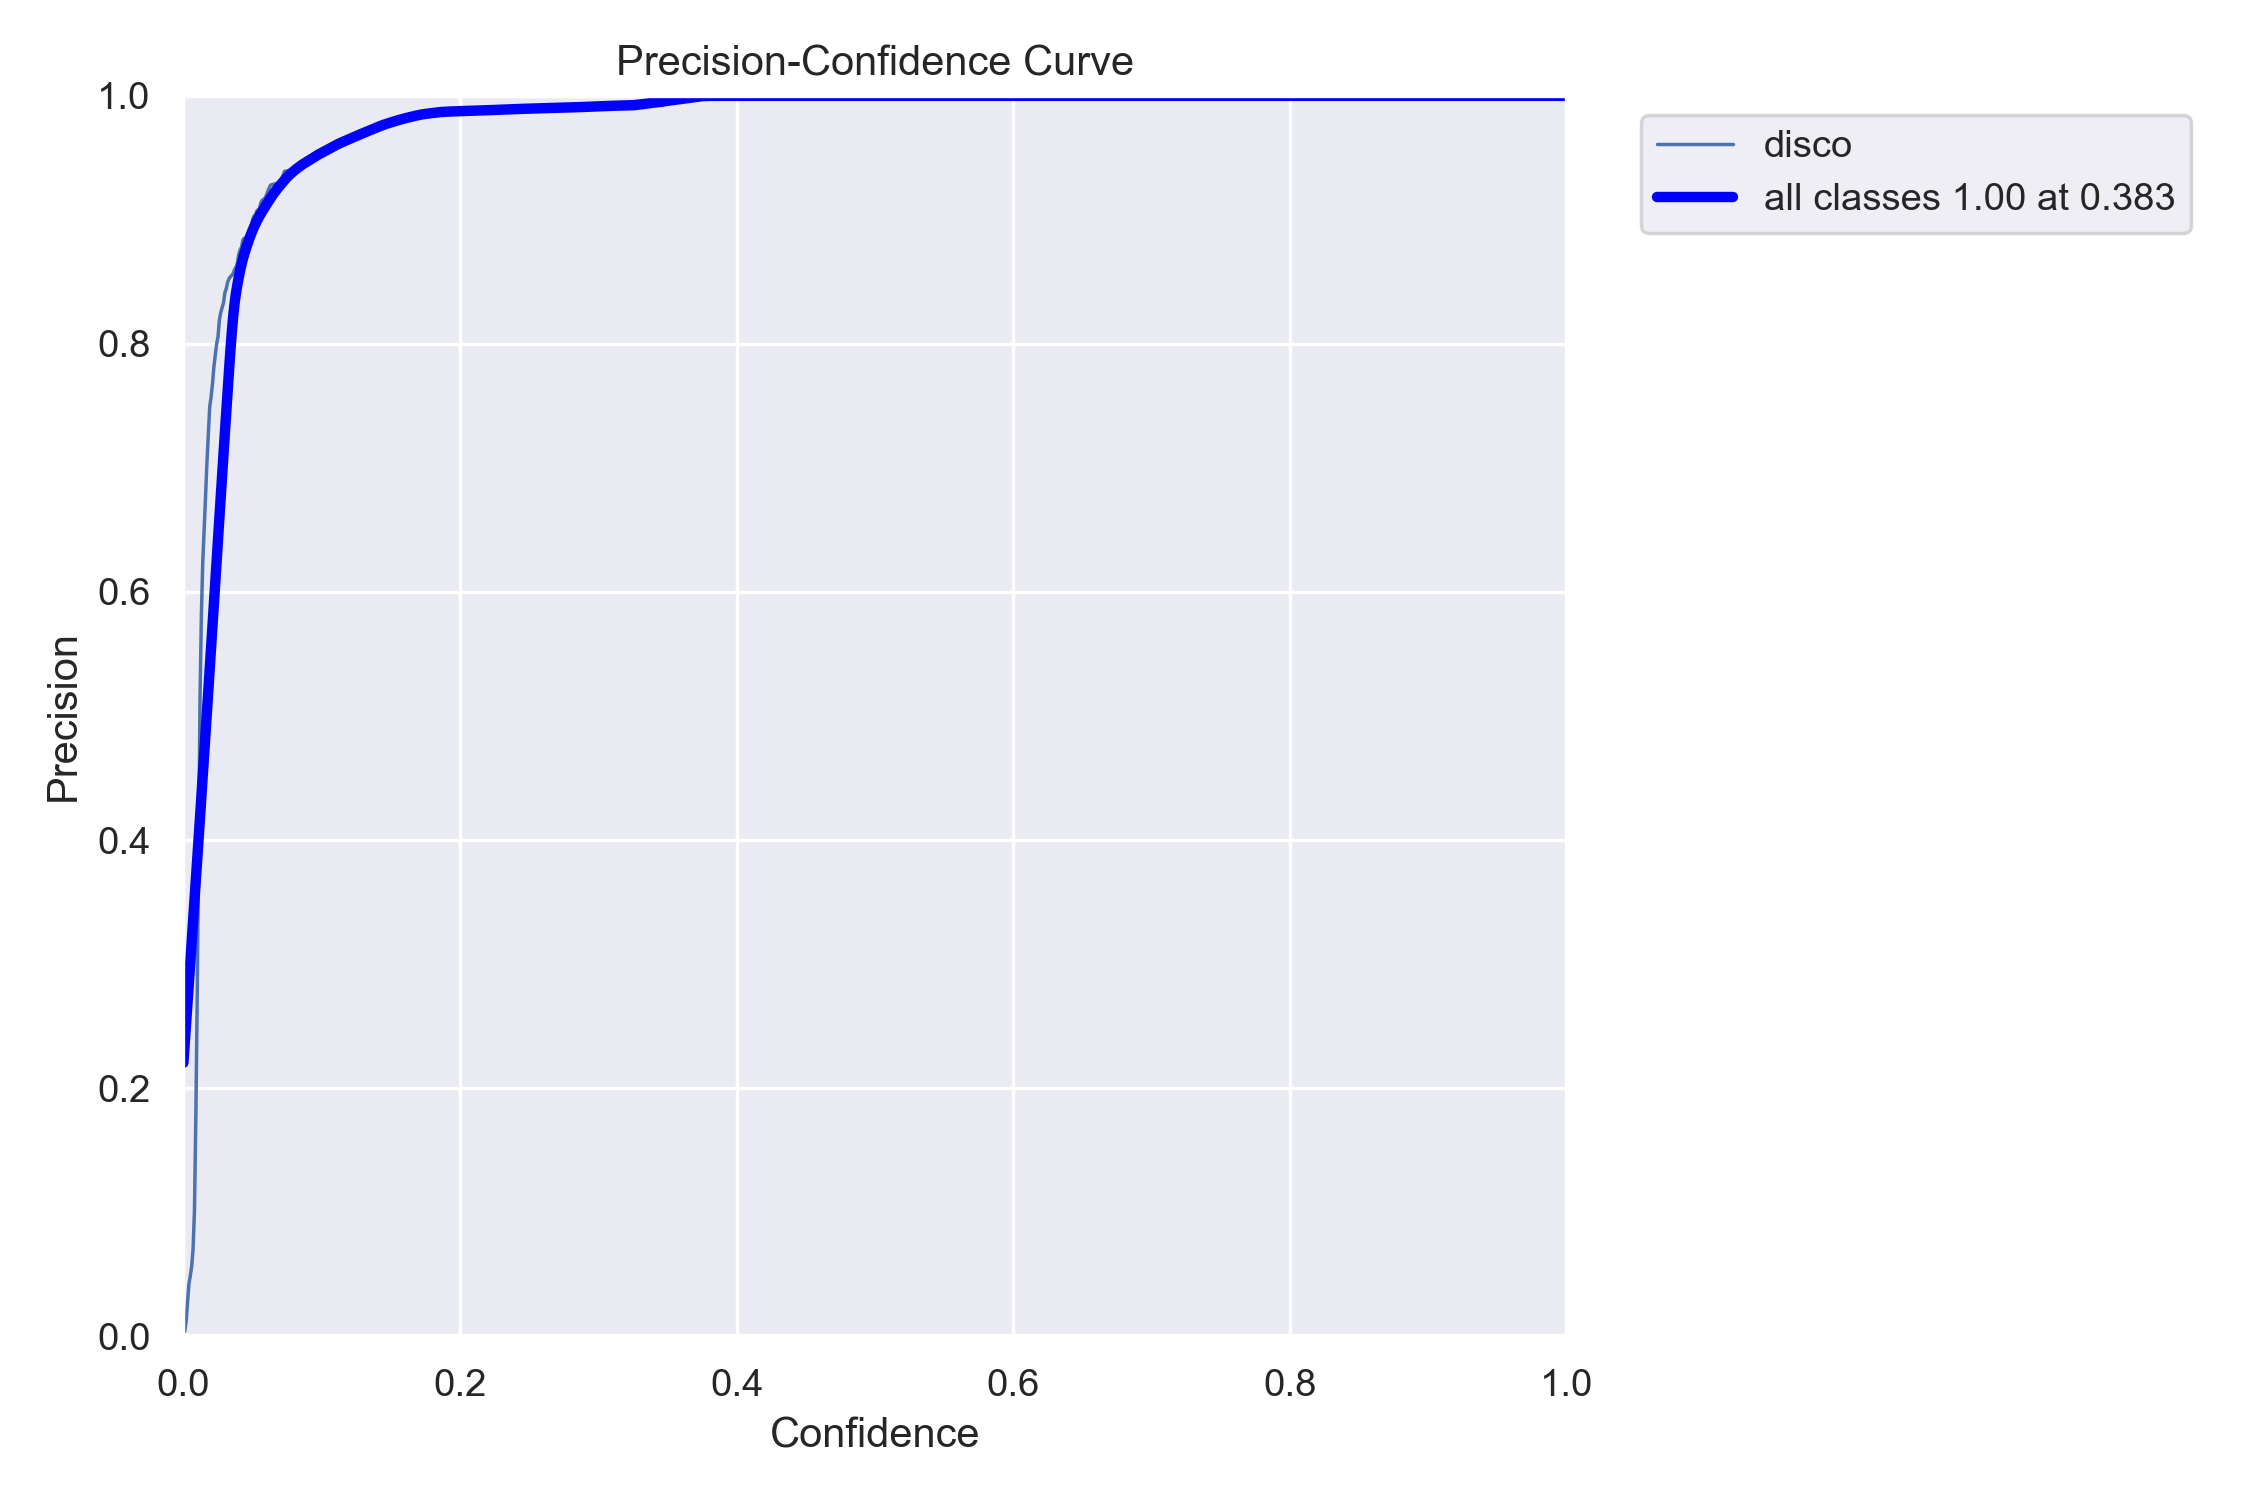 Precision-Confidence Curve
1.0
0.8
0.6
0.4
0.2
0.0
Precision
0.0 0.2 0.4 0.6 0.8 1.0
Confidence
disco
all classes 1.00 at 0.383